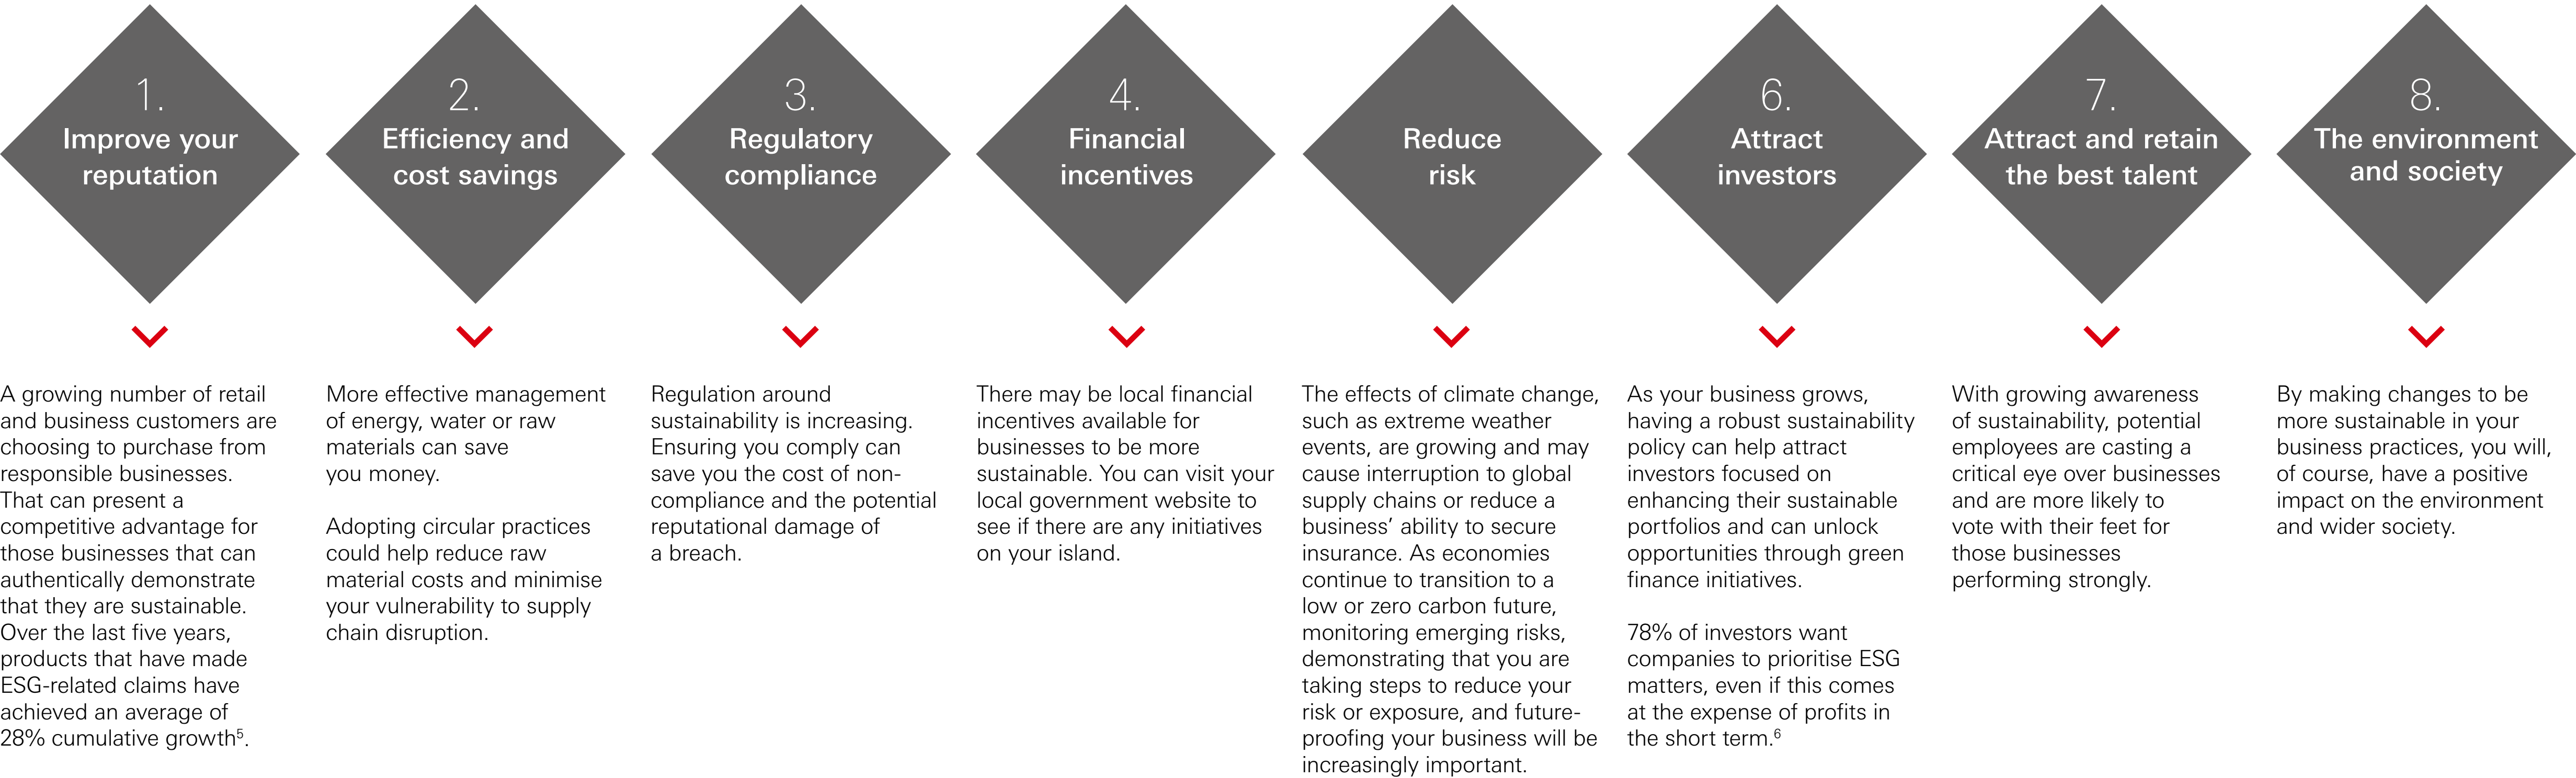 1.
Improve your
reputation
A growing number of retail
and business customers are
choosing to purchase from
responsible businesses.
That can present a
competitive advantage for
those businesses that can
authentically demonstrate
that they are sustainable.
Over the last five years,
products that have made
ESG-related claims have
achieved an average of
28% cumulative growth⁵.
2.
Efficiency and
cost savings
More effective management
of energy, water or raw
materials can save
you money.
Adopting circular practices
could help reduce raw
material costs and minimise
your vulnerability to supply
chain disruption.
3.
Regulatory
compliance
Regulation around
sustainability is increasing.
Ensuring you comply can
save you the cost of non-
compliance and the potential
reputational damage of
a breach.
4.
Financial
incentives
There may be local financial
incentives available for
businesses to be more
sustainable. You can visit your
local government website to
see if there are any initiatives
on your island.
Reduce
risk
The effects of climate change,
such as extreme weather
events, are growing and may
cause interruption to global
supply chains or reduce a
business’ ability to secure
insurance. As economies
continue to transition to a
low or zero carbon future,
monitoring emerging risks,
demonstrating that you are
taking steps to reduce your
risk or exposure, and future-
proofing your business will be
increasingly important.
6.
Attract
investors
As your business grows,
having a robust sustainability
policy can help attract
investors focused on
enhancing their sustainable
portfolios and can unlock
opportunities through green
finance initiatives.
78% of investors want
companies to prioritise ESG
matters, even if this comes
at the expense of profits in
the short term.⁶
7.
Attract and retain
the best talent
With growing awareness
of sustainability, potential
employees are casting a
critical eye over businesses
and are more likely to
vote with their feet for
those businesses
performing strongly.
8.
The environment
and society
By making changes to be
more sustainable in your
business practices, you will,
of course, have a positive
impact on the environment
and wider society.